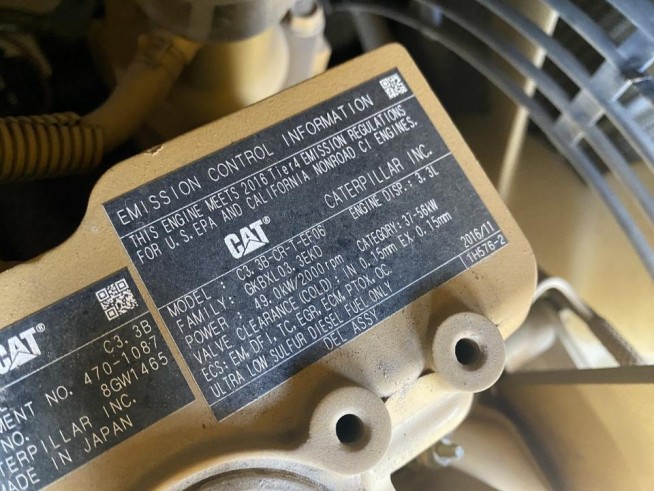 EMISSION CONTROL INFORMATION
THIS ENGINE MEETS 2016 Tier4 EMISSION REGULATIONS
FOR U.S. EPA AND CALIFORNIA NONROAD CI ENGINES.
CAT® CATERPILLAR INC.
MODEL : C3.3B-CR-T-EF06 ENGINE DISP.: 3.3L
FAMILY: GKBXL03.3EKD
POWER : 49.0kW/2000rpm CATEGORY: 37-56kW
VALVE CLEARANCE (COLD): IN 0.15mm EX 0.15mm
ECS: EM, DFI, TC, EGR, ECM, PTOX, OC
ULTRA LOW SULFUR DIESEL FUEL ONLY 2016/11
DEL ASSY 1H576-2
CAT®
C3.3B
MENT NO. 470-1087
NO. 8GW1465
TERPILLAR INC.
MADE IN JAPAN